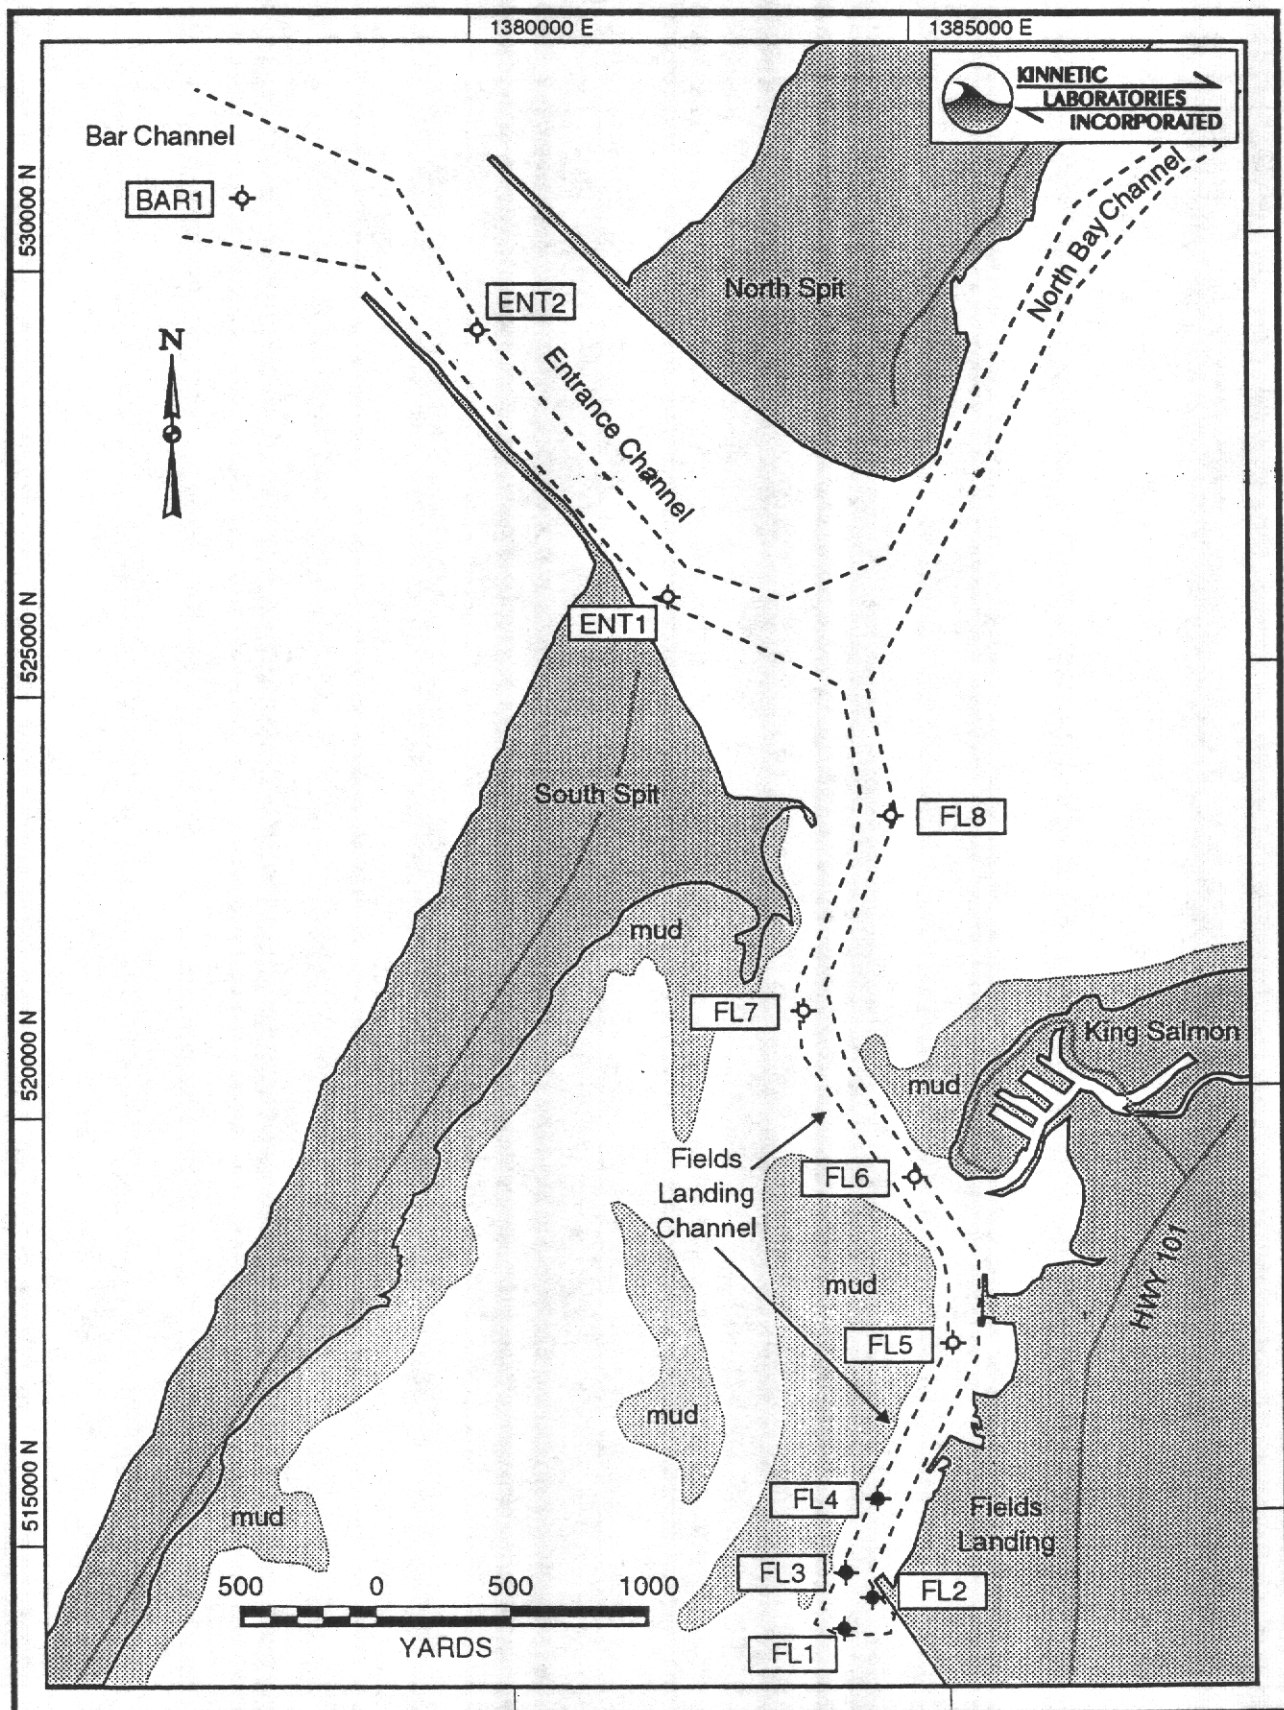 1380000 E
1385000 E
KINNETIC
LABORATORIES
INCORPORATED
Bar Channel
BAR1
530000 N
North Bay Channel
North Spit
ENT2
N
Entrance Channel
ENT1
525000 N
South Spit
FL8
mud
FL7
King Salmon
520000 N
mud
Fields
Landing
Channel
FL6
HWY 101
mud
FL5
mud
515000 N
FL4
Fields
Landing
mud
FL3
FL2
500 0 500 1000
YARDS
FL1